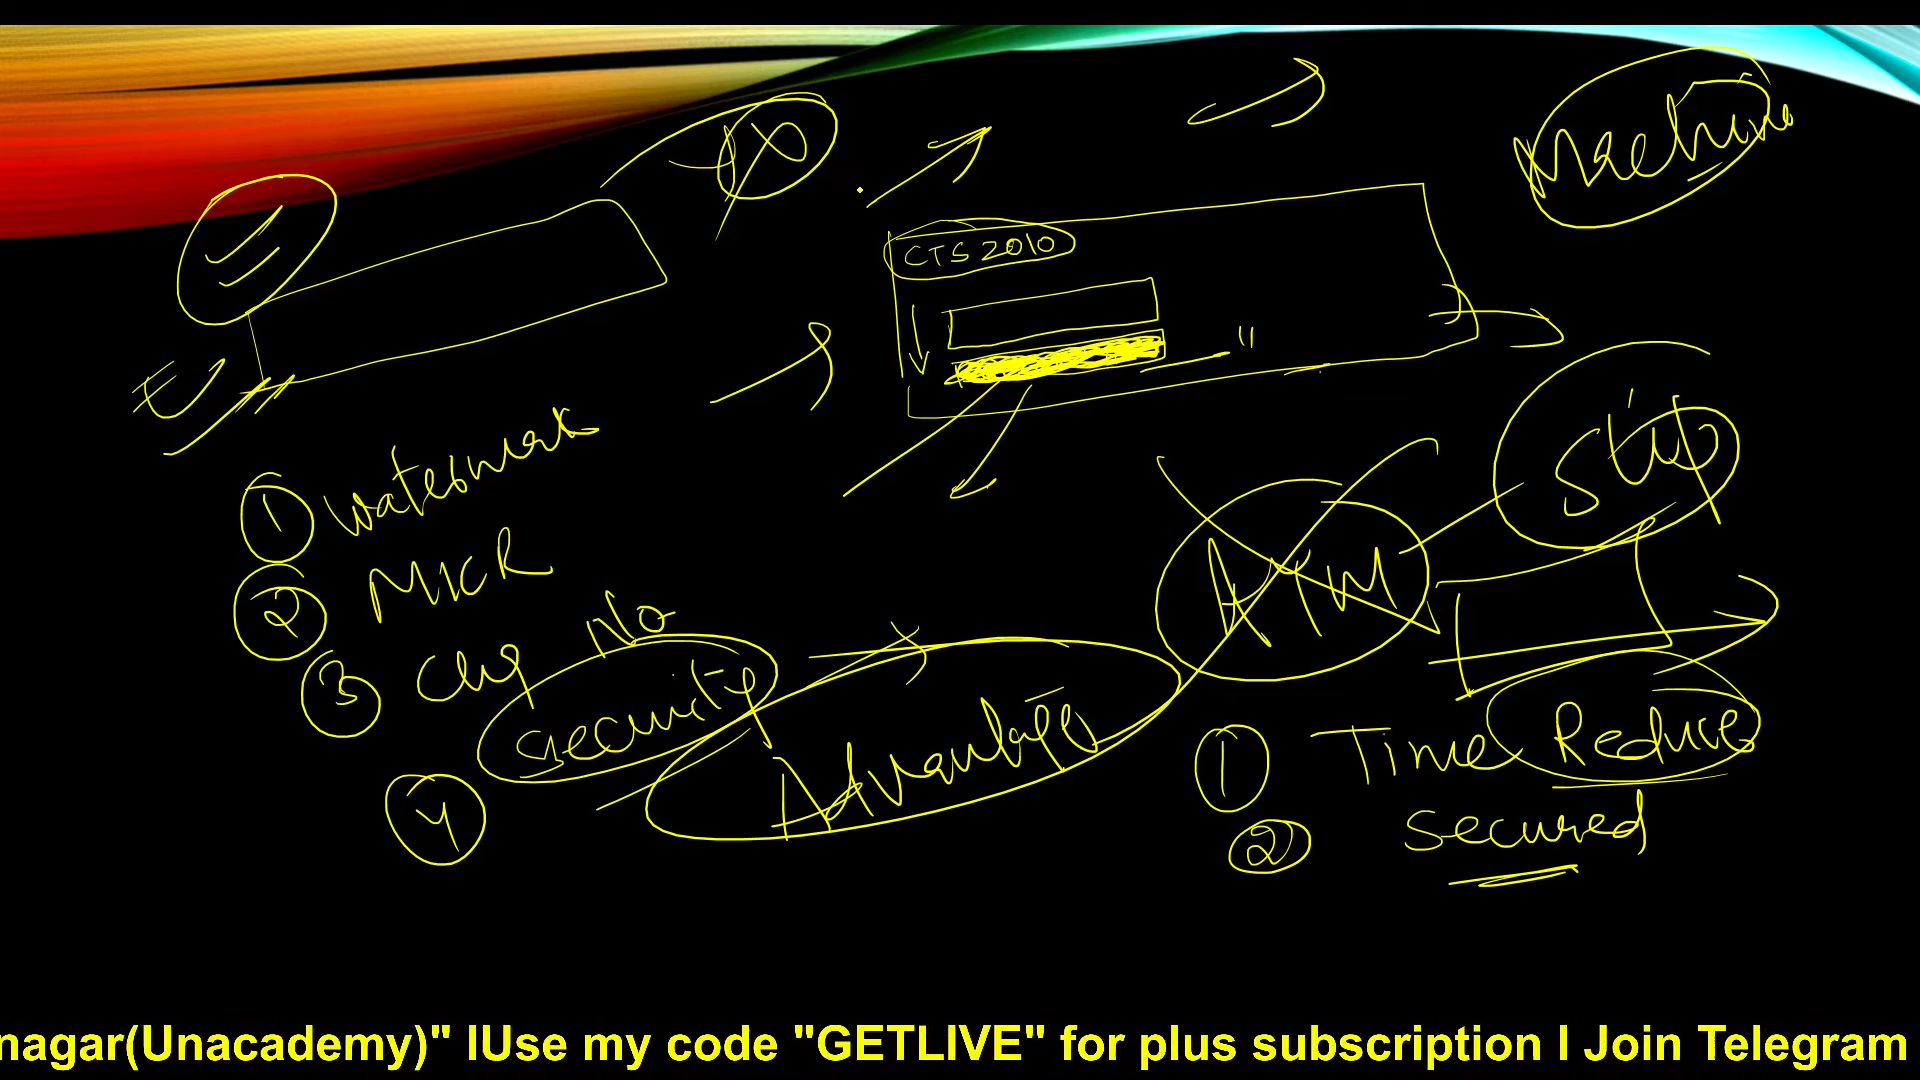 Machine
CTS 2010
"
① Watermark
② MICR
③ Chq No
Security
④
Advantage
ATM
① Time Reduce
② Secured
nagar(Unacademy)" IUse my code "GETLIVE" for plus subscription I Join Telegram